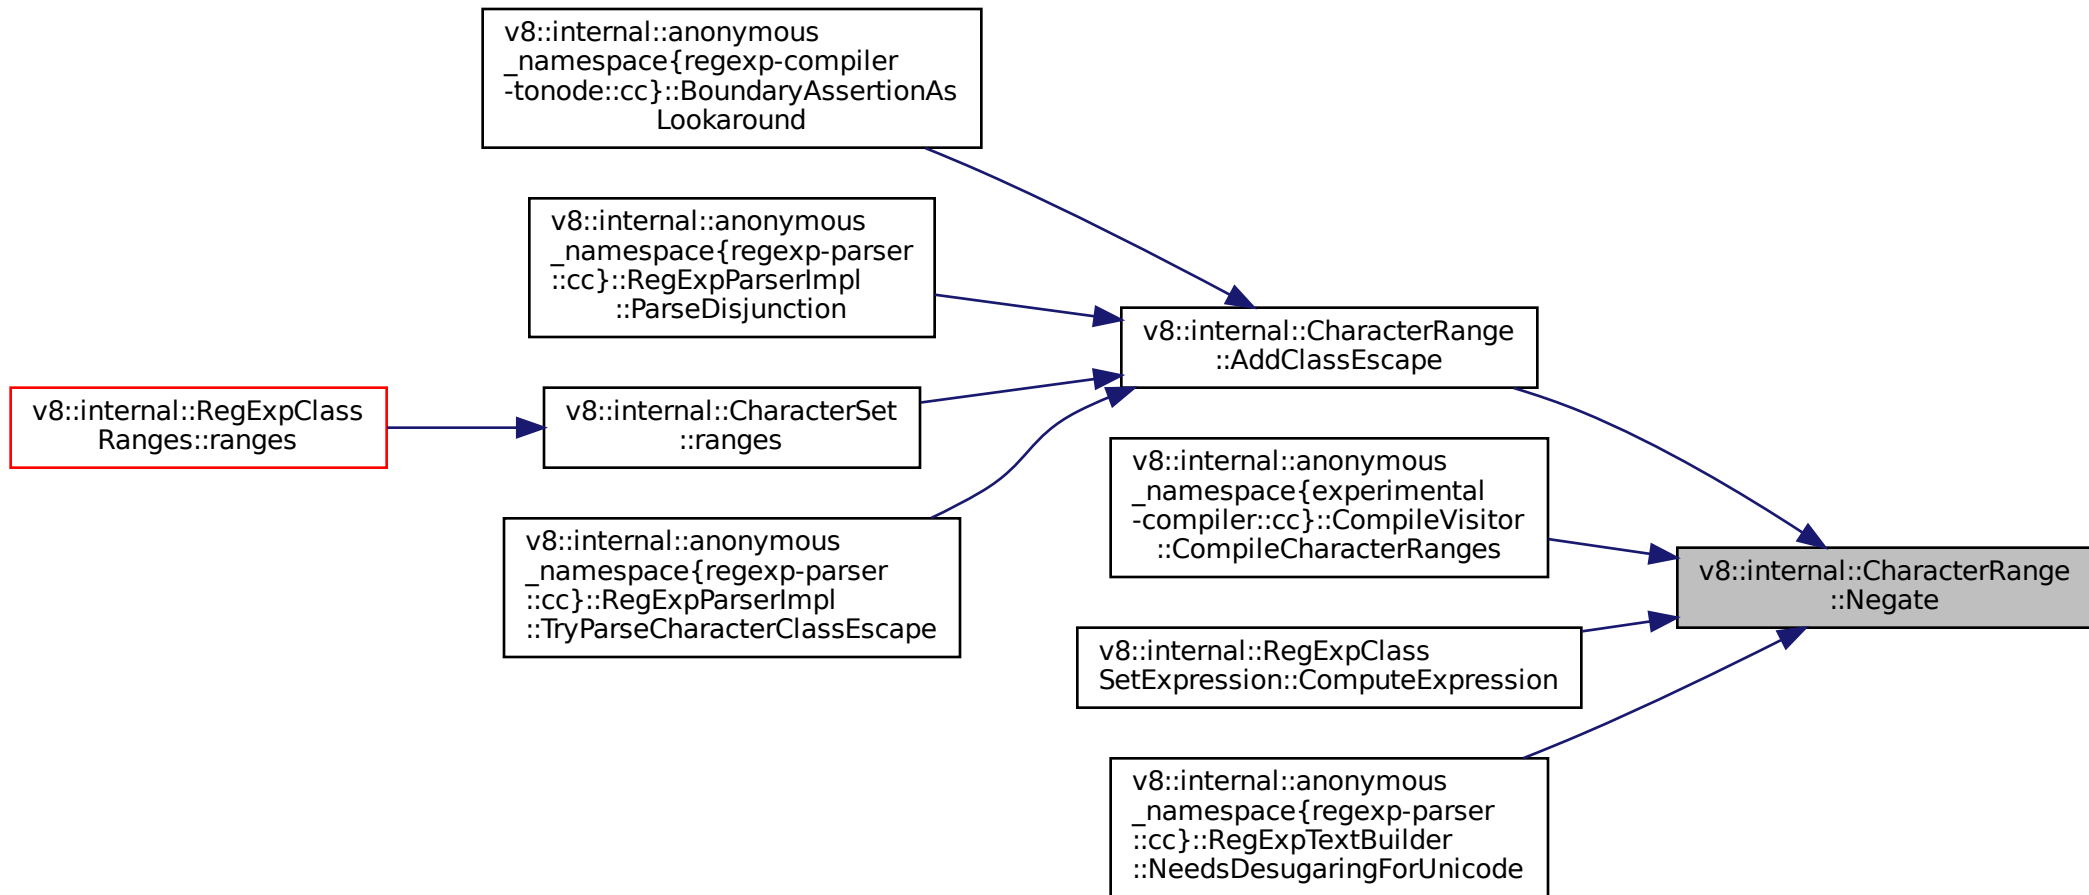 v8::internal::anonymous
_namespace{regexp-compiler
-tonode::cc}::BoundaryAssertionAs
Lookaround
v8::internal::anonymous
_namespace{regexp-parser
::cc}::RegExpParserImpl
::ParseDisjunction
v8::internal::CharacterRange
::AddClassEscape
v8::internal::RegExpClass
Ranges::ranges
v8::internal::CharacterSet
::ranges
v8::internal::anonymous
_namespace{experimental
-compiler::cc}::CompileVisitor
::CompileCharacterRanges
v8::internal::anonymous
_namespace{regexp-parser
::cc}::RegExpParserImpl
::TryParseCharacterClassEscape
v8::internal::CharacterRange
::Negate
v8::internal::RegExpClass
SetExpression::ComputeExpression
v8::internal::anonymous
_namespace{regexp-parser
::cc}::RegExpTextBuilder
::NeedsDesugaringForUnicode